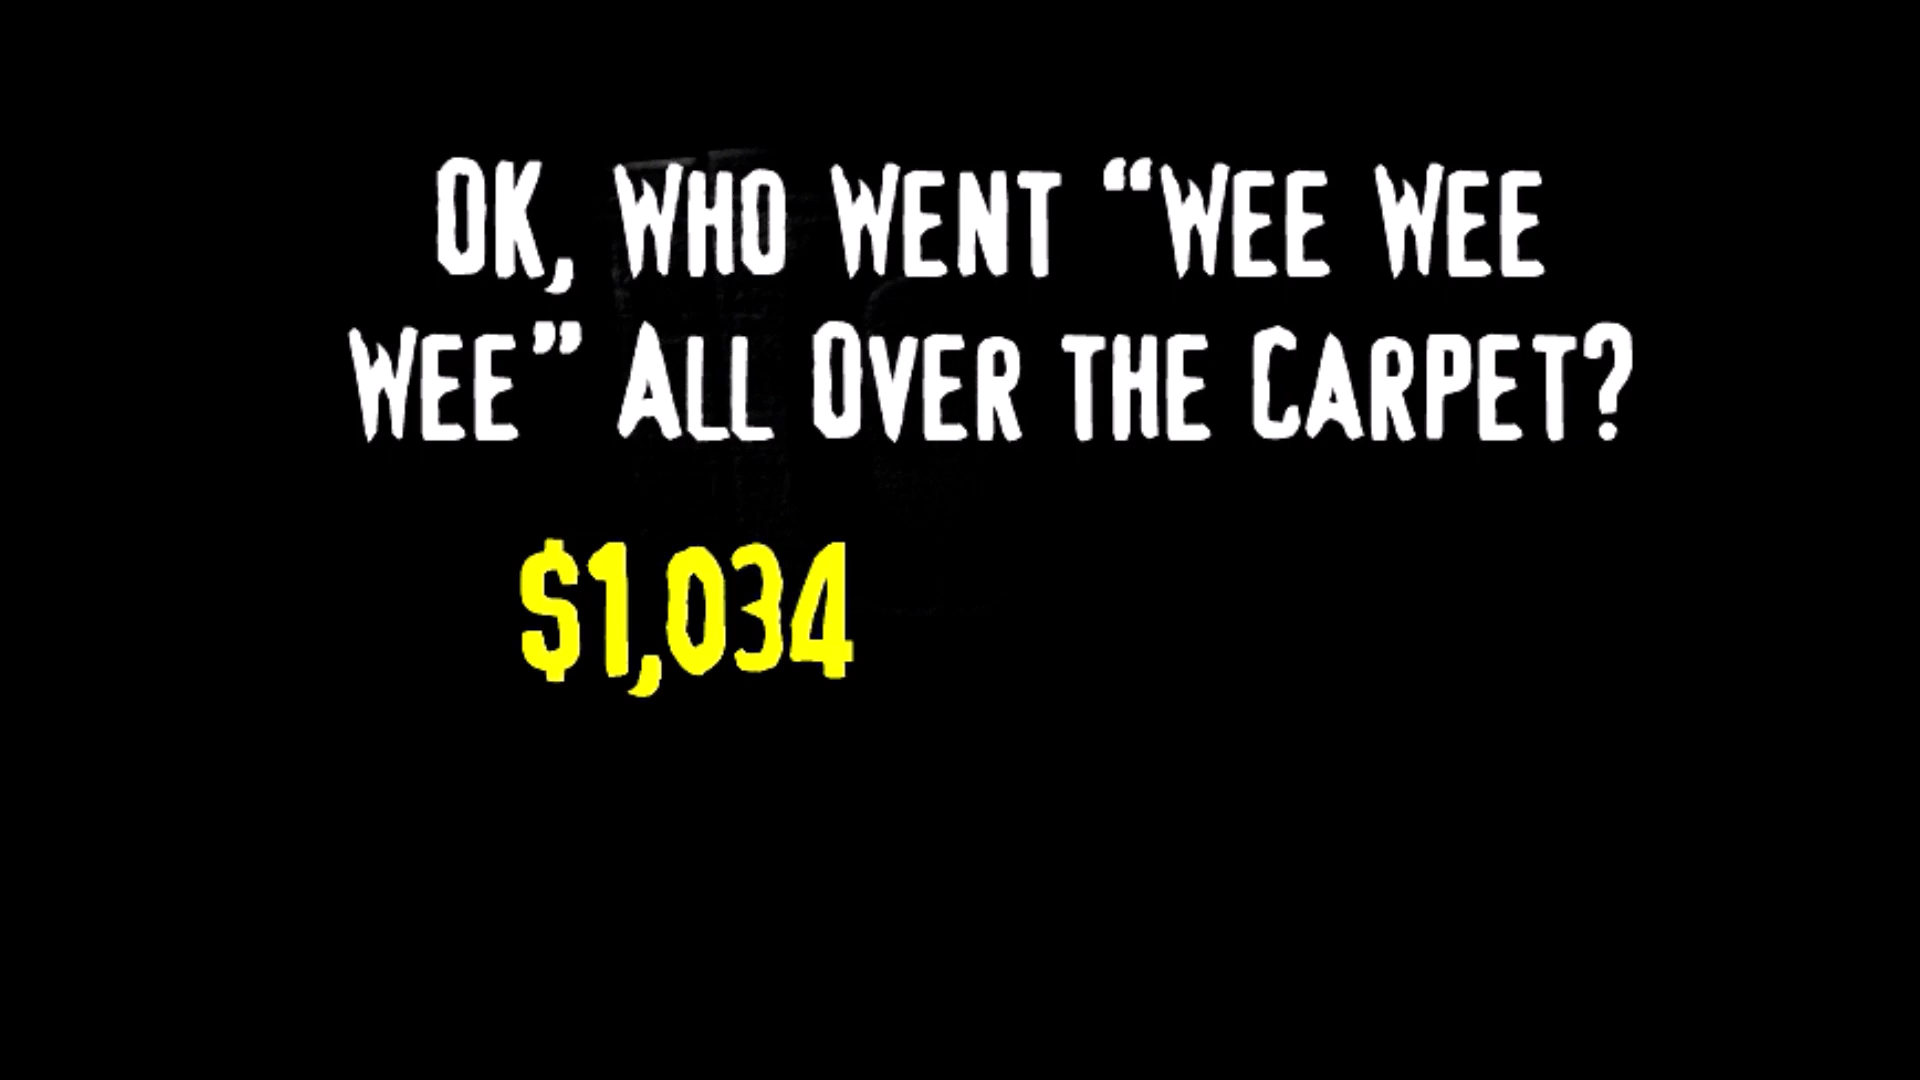 OK, WHO WENT “WEE WEE
WEE” ALL OVER THE CARPET?
$1,034